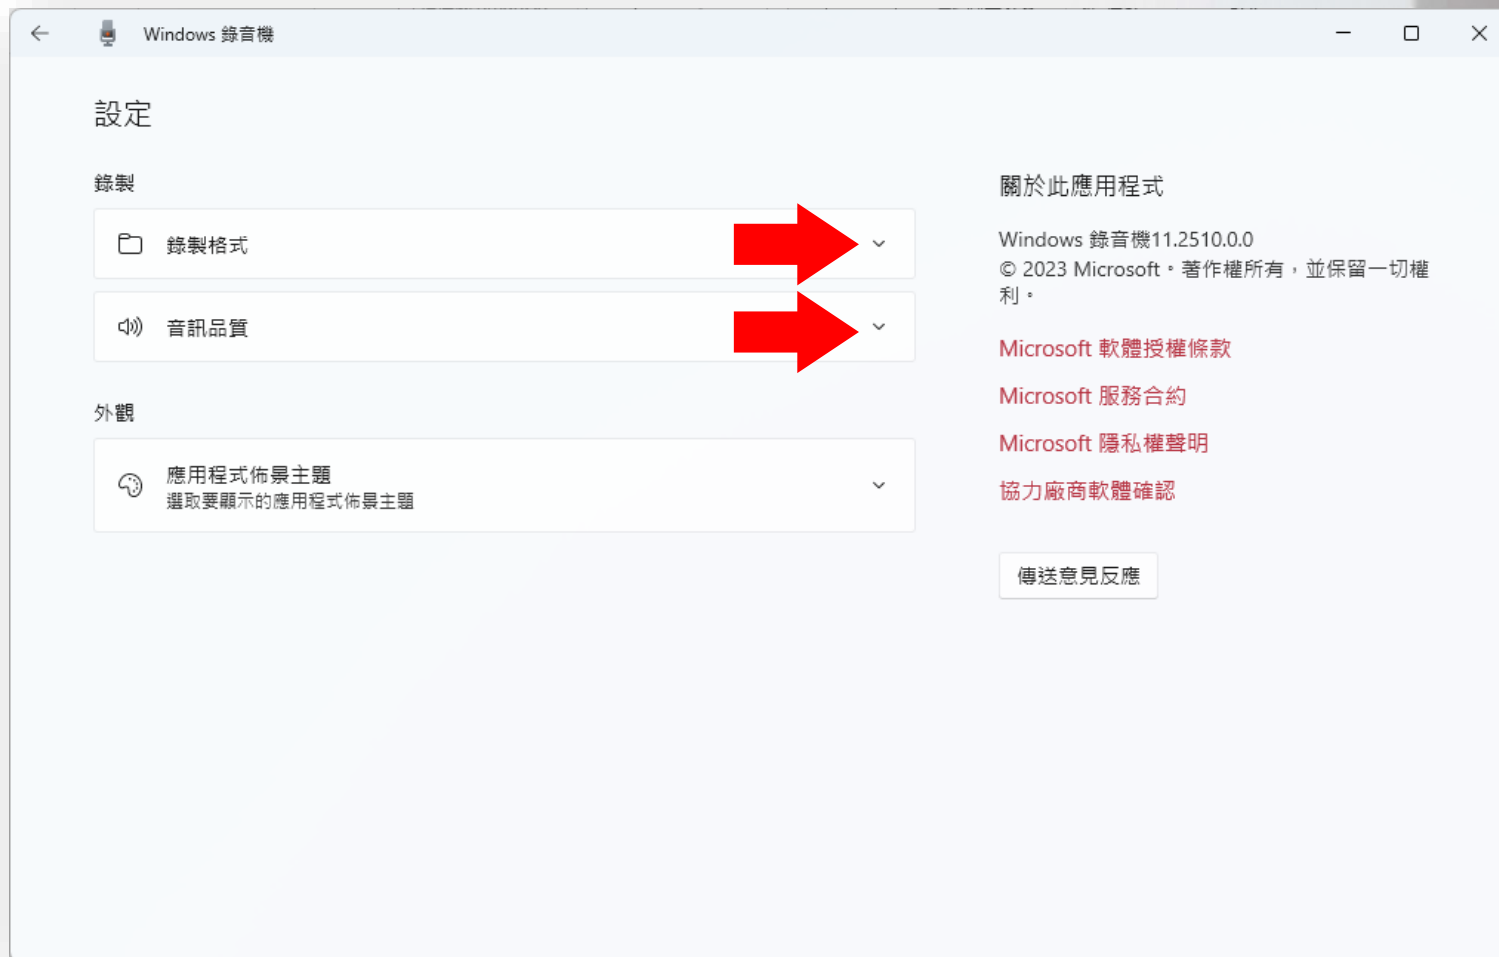 Windows 錄音機
設定
錄製
錄製格式
音訊品質
外觀
應用程式佈景主題
選取要顯示的應用程式佈景主題
關於此應用程式
Windows 錄音機11.2510.0.0
© 2023 Microsoft。著作權所有，並保留一切權
利。
Microsoft 軟體授權條款
Microsoft 服務合約
Microsoft 隱私權聲明
協力廠商軟體確認
傳送意見反應